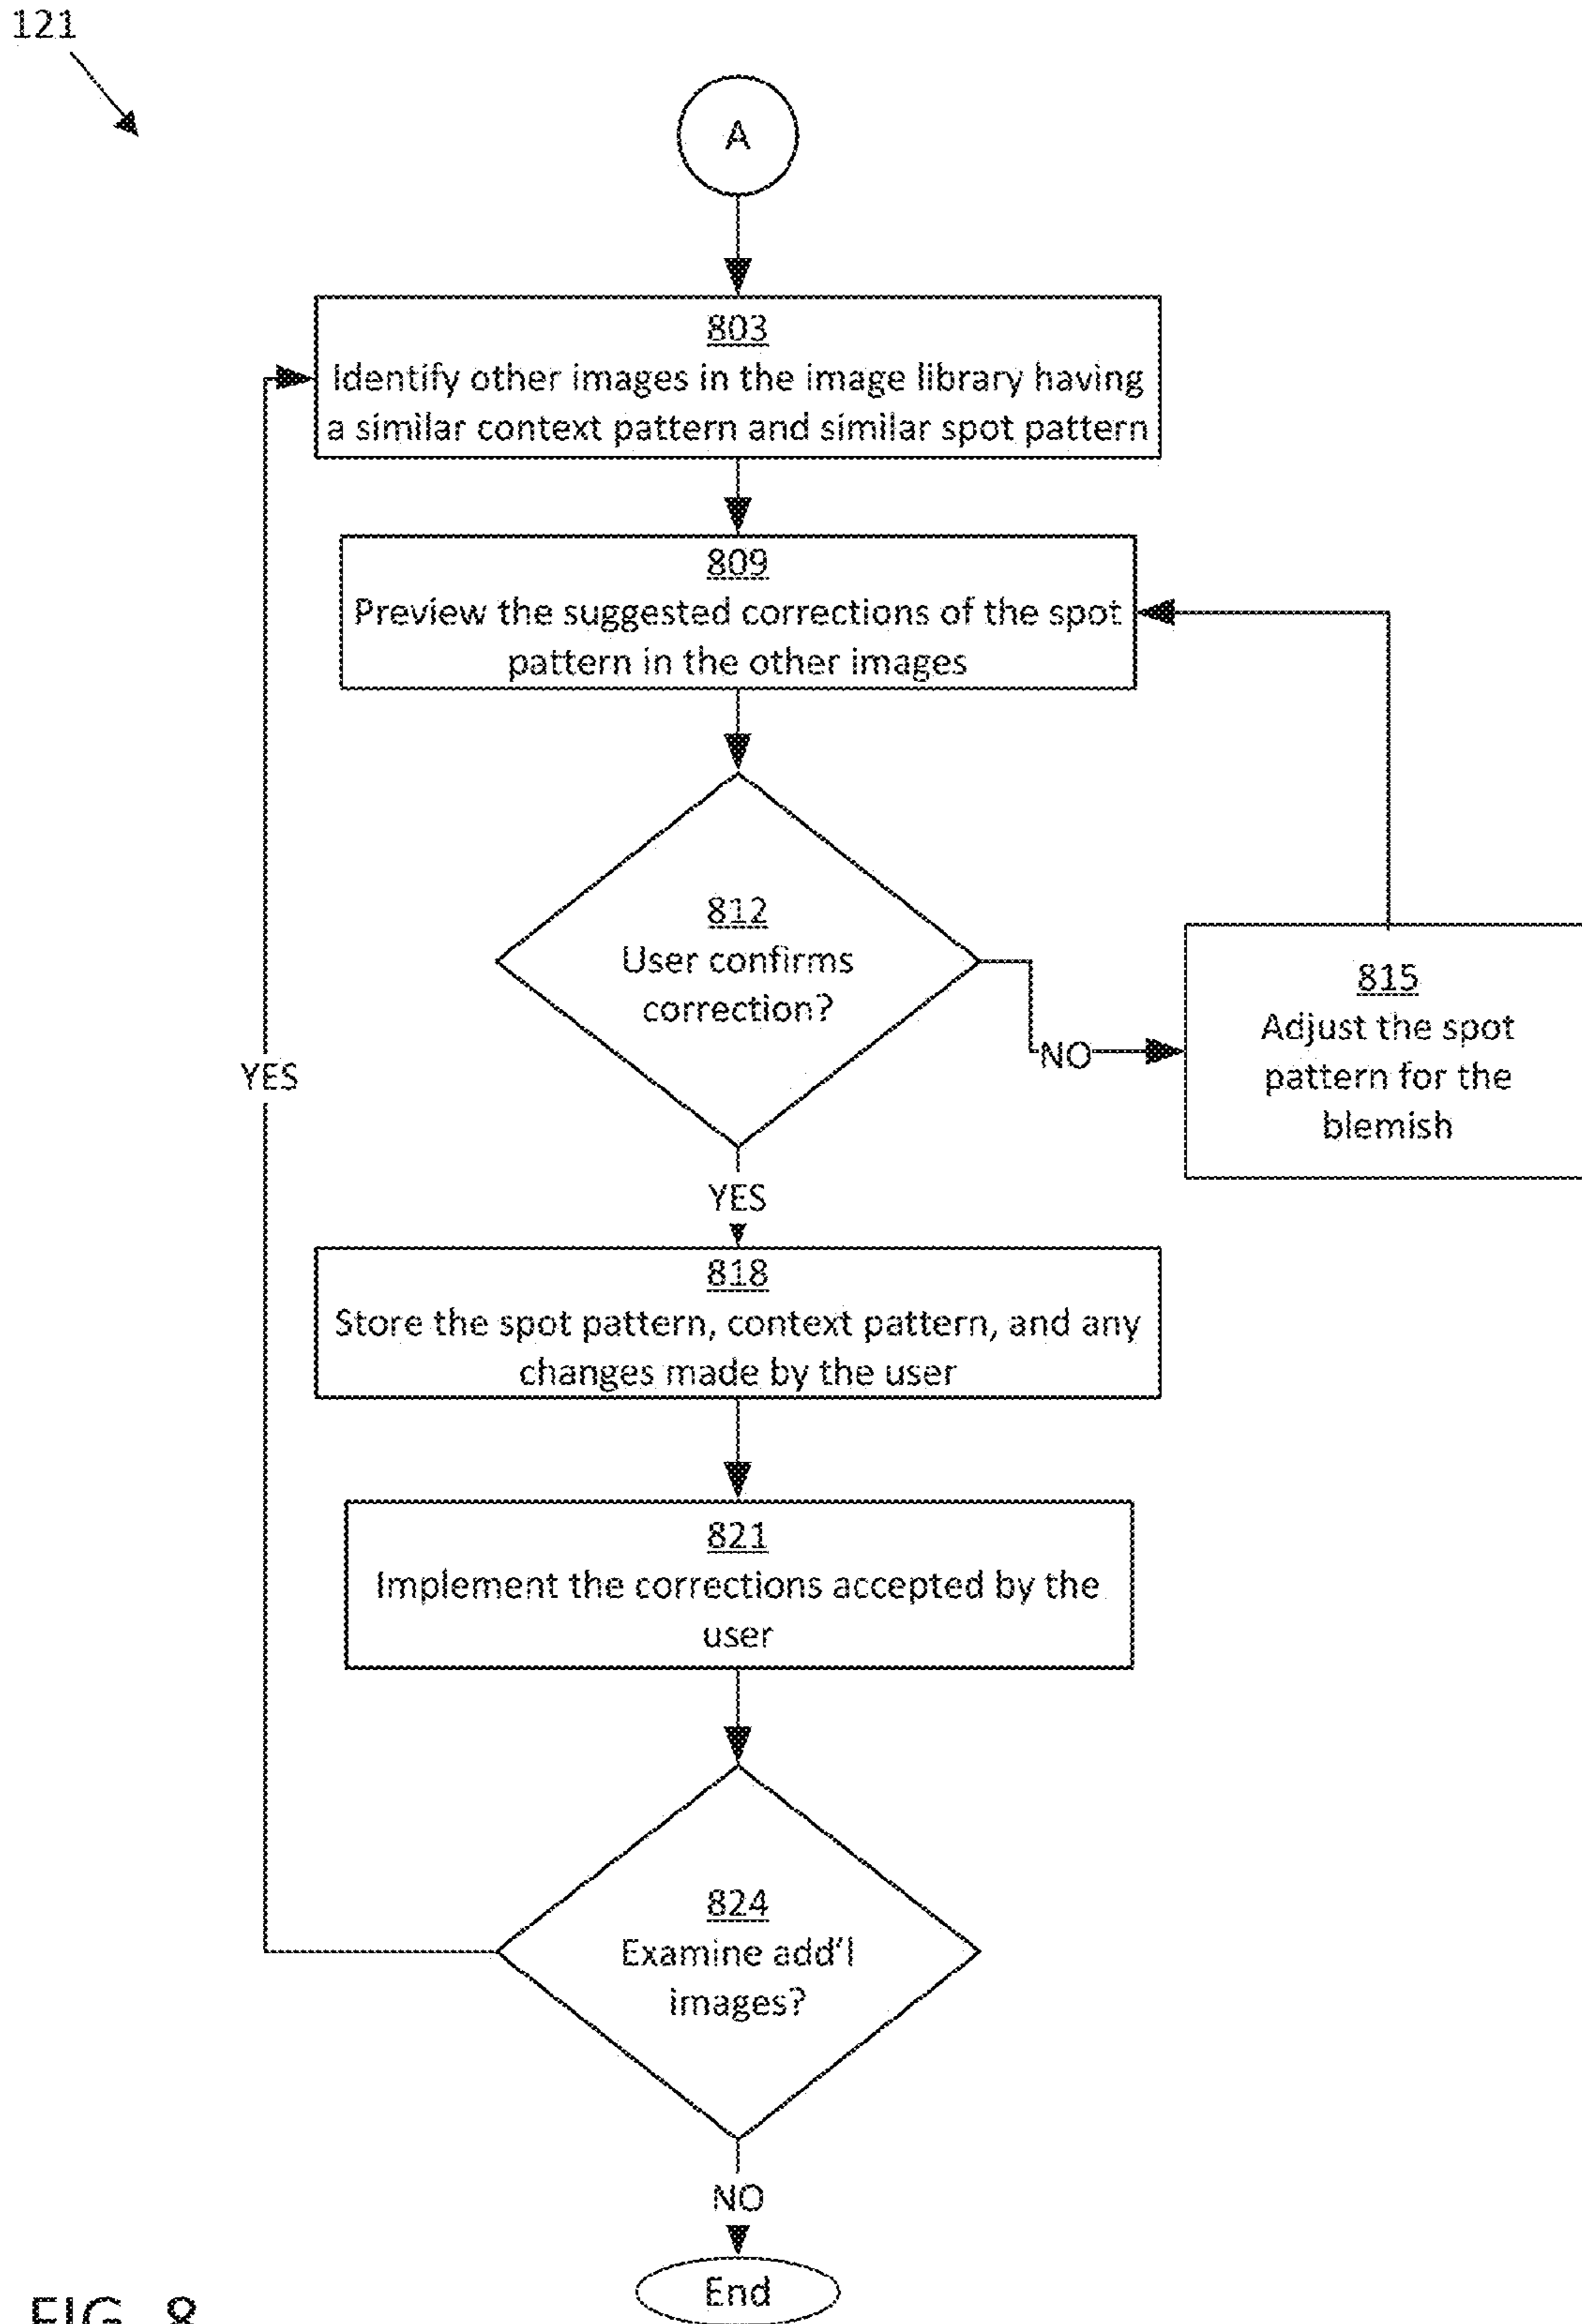 121
A
803
Identify other images in the image library having
a similar context pattern and similar spot pattern
809
Preview the suggested corrections of the spot
pattern in the other images
812
User confirms
correction?
NO
815
Adjust the spot
pattern for the
blemish
YES
YES
818
Store the spot pattern, context pattern, and any
changes made by the user
821
Implement the corrections accepted by the
user
824
Examine add'l
images?
NO
End
FIG. 8